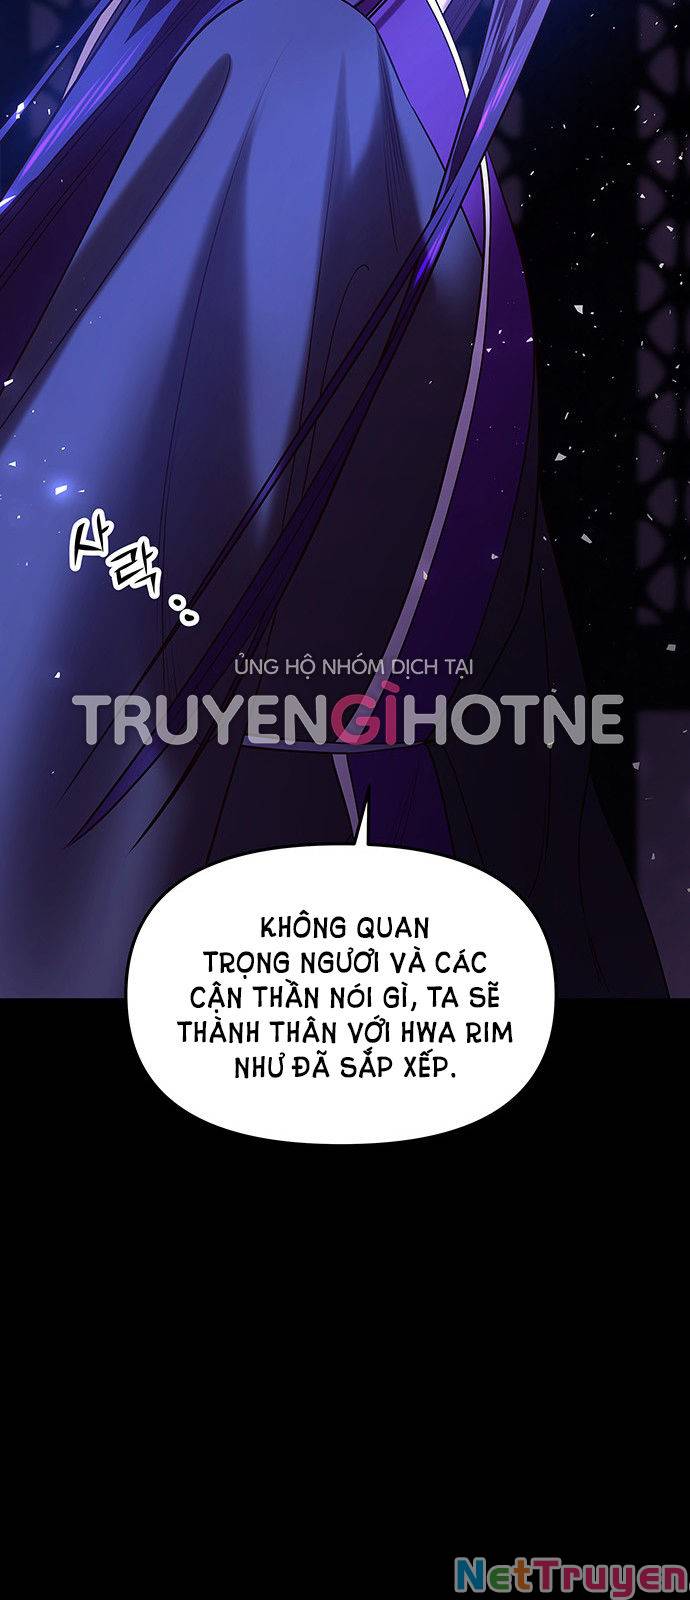 사락..
ỦNG HỘ NHÓM DỊCH TẠI
TRUYENGIHOTNE
KHÔNG QUAN
TRỌNG NGƯƠI VÀ CÁC
CẬN THẦN NÓI GÌ, TA SẼ
THÀNH THÂN VỚI HWA RIM
NHƯ ĐÃ SẮP XẾP.
NetTruyen